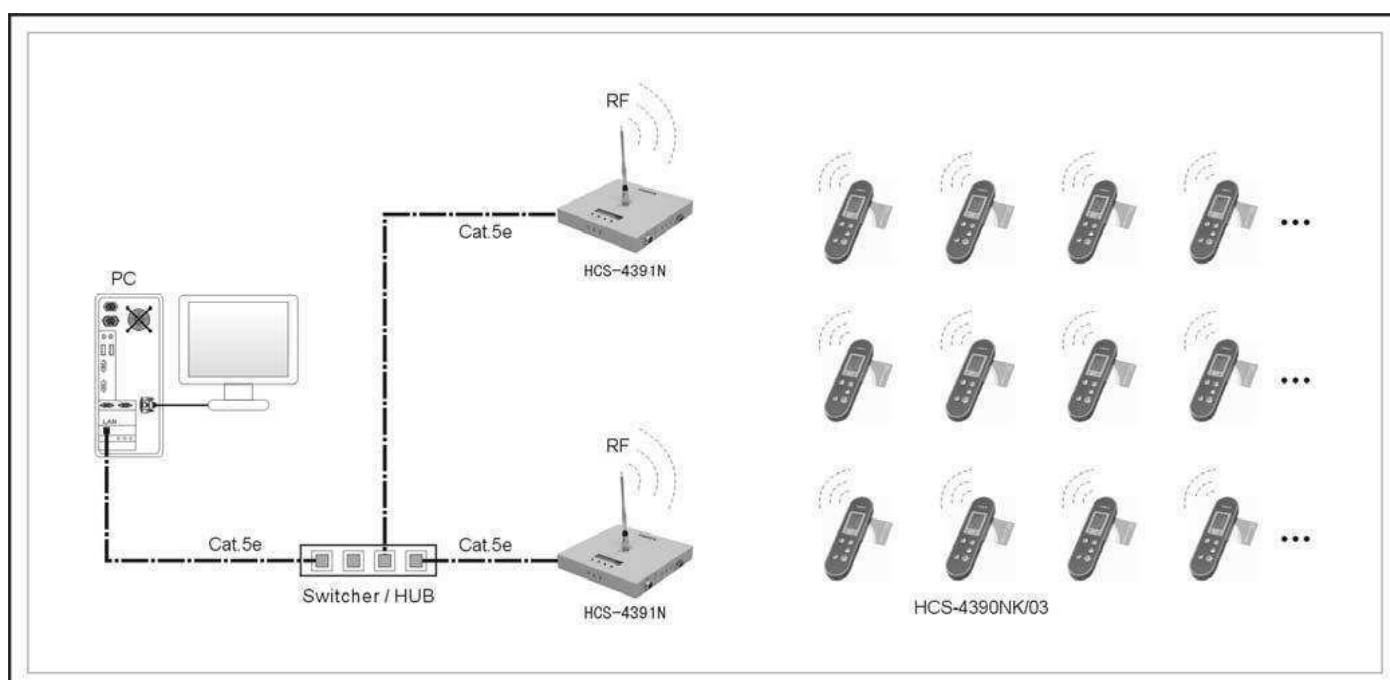 RF
Cat.5e
HCS-4391N
PC
LAN
RF
Cat.5e
Cat.5e
Switcher / HUB
HCS-4391N
HCS-4390NK/03